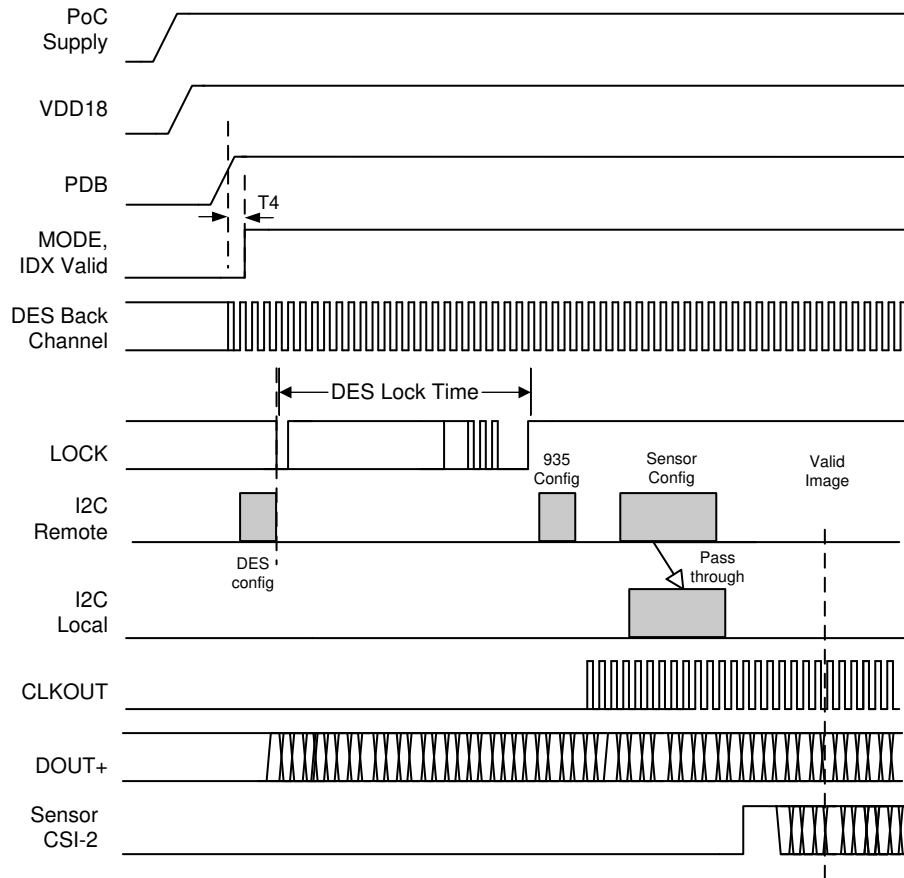 PoC
Supply
VDD18
PDB
T4
MODE,
IDX Valid
DES Back
Channel
DES Lock Time
LOCK
935
Config
Sensor
Config
Valid
Image
I2C
Remote
DES
config
Pass
through
I2C
Local
CLKOUT
DOUT+
Sensor
CSI-2